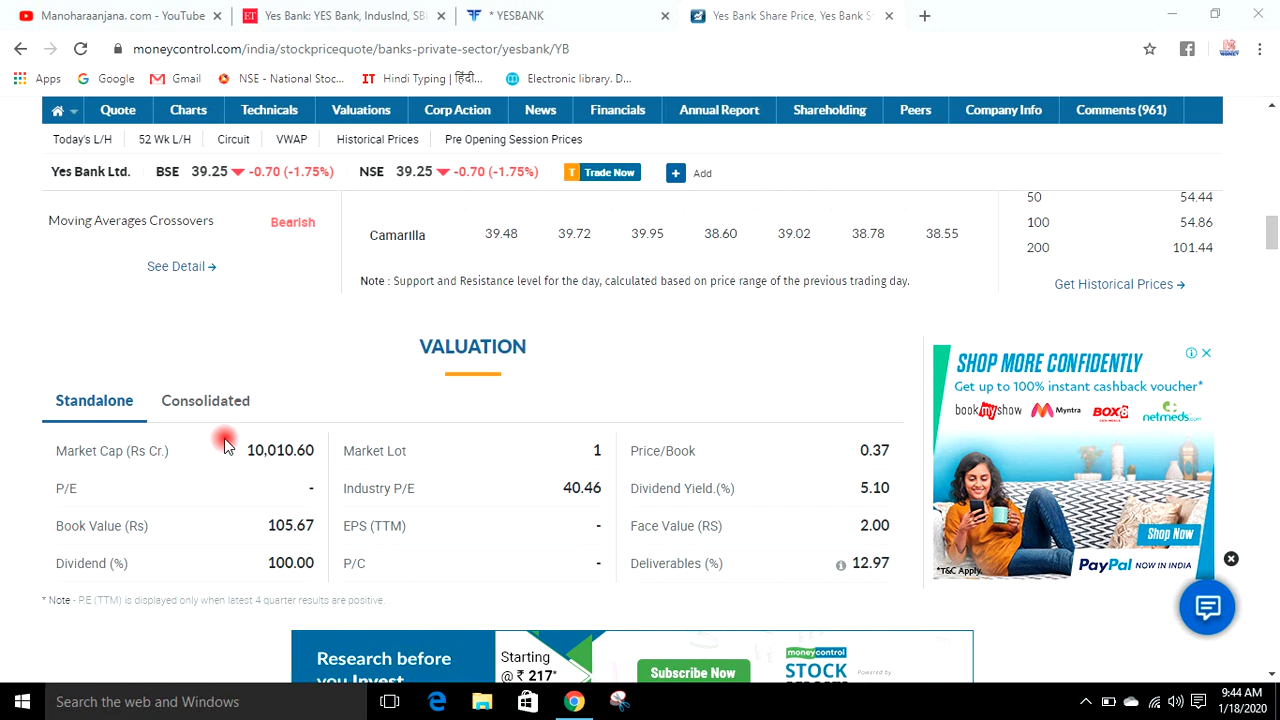 Manoharaanjana. com - YouTube
ET Yes Bank: YES Bank, IndusInd, SBI
* YESBANK
Yes Bank Share Price, Yes Bank S
moneycontrol.com/india/stockpricequote/banks-private-sector/yesbank/YB
Apps Google Gmail NSE - National Stoc... IT Hindi Typing | हिंदी... Electronic library. D...
Quote Charts Technicals Valuations Corp Action News Financials Annual Report Shareholding Peers Company Info Comments (961)
Today's L/H 52 Wk L/H Circuit VWAP Historical Prices Pre Opening Session Prices
Yes Bank Ltd. BSE 39.25 -0.70 (-1.75%) NSE 39.25 -0.70 (-1.75%) T Trade Now + Add
50 54.44
Moving Averages Crossovers Bearish
Camarilla 39.48 39.72 39.95 38.60 39.02 38.78 38.55
100 54.86
200 101.44
See Detail →
Note : Support and Resistance level for the day, calculated based on price range of the previous trading day.
Get Historical Prices →
VALUATION
Standalone Consolidated
Market Cap (Rs Cr.) 10,010.60 Market Lot 1 Price/Book 0.37
P/E - Industry P/E 40.46 Dividend Yield.(%) 5.10
Book Value (Rs) 105.67 EPS (TTM) - Face Value (RS) 2.00
Dividend (%) 100.00 P/C - Deliverables (%) 12.97
* Note - P.E (TTM) is displayed only when latest 4 quarter results are positive.
SHOP MORE CONFIDENTLY
Get up to 100% instant cashback voucher*
bookmyshow Myntra BOX8 netmeds.com
Shop Now
*T&C Apply.
PayPal NOW IN INDIA
Research before
you Invest
Starting
@ ₹ 217*
Subscribe Now
moneycontrol
STOCK
Powered by
Search the web and Windows
9:44 AM
1/18/2020